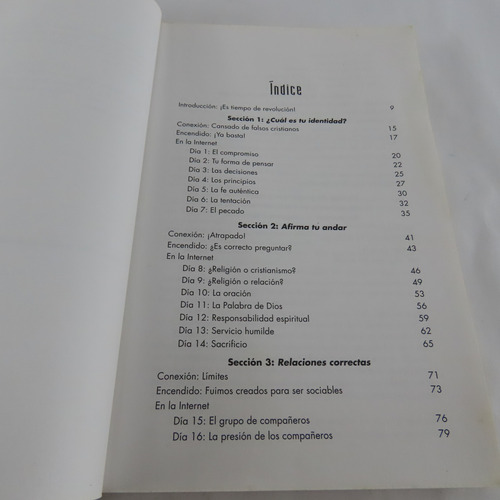 Índice
Introducción: ¡Es tiempo de revolución! 9
Sección 1: ¿Cuál es tu identidad?
Conexión: Cansado de falsos cristianos 15
Encendido: ¡Ya basta! 17
En la Internet
Día 1: El compromiso 20
Día 2: Tu forma de pensar 22
Día 3: Las decisiones 25
Día 4: Los principios 27
Día 5: La fe auténtica 30
Día 6: La tentación 32
Día 7: El pecado 35
Sección 2: Afirma tu andar
Conexión: ¡Atrapado! 41
Encendido: ¿Es correcto preguntar? 43
En la Internet
Día 8: ¿Religión o cristianismo? 46
Día 9: ¿Religión o relación? 49
Día 10: La oración 53
Día 11: La Palabra de Dios 56
Día 12: Responsabilidad espiritual 59
Día 13: Servicio humilde 62
Día 14: Sacrificio 65
Sección 3: Relaciones correctas
Conexión: Límites 71
Encendido: Fuimos creados para ser sociables 73
En la Internet
Día 15: El grupo de compañeros 76
Día 16: La presión de los compañeros 79